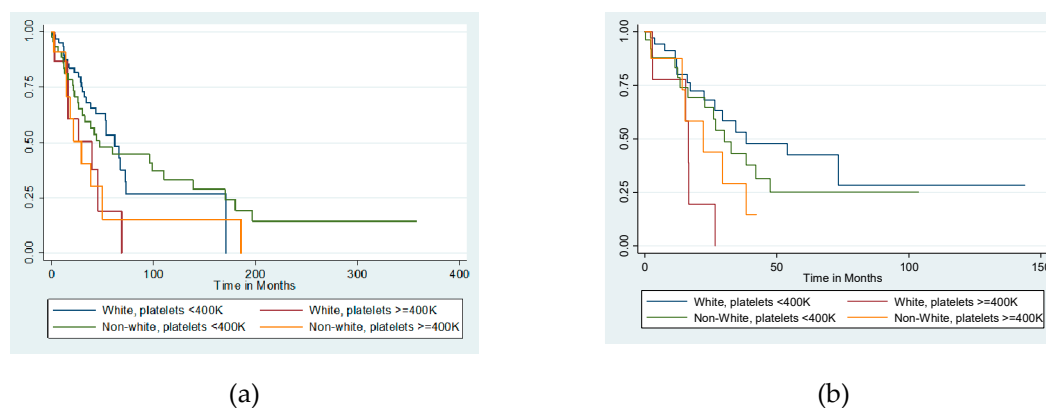 1.00
0.75
0.50
0.25
0.00
0 100 200 300 400
Time in Months
White, platelets <400K White, platelets >=400K
Non-white, platelets <400K Non-white, platelets >=400K
(a)
1.00
0.75
0.50
0.25
0.00
0 50 100 150
Time in Months
White, platelets <400K White, platelets >=400K
Non-White, platelets <400K Non-White, platelets >=400K
(b)